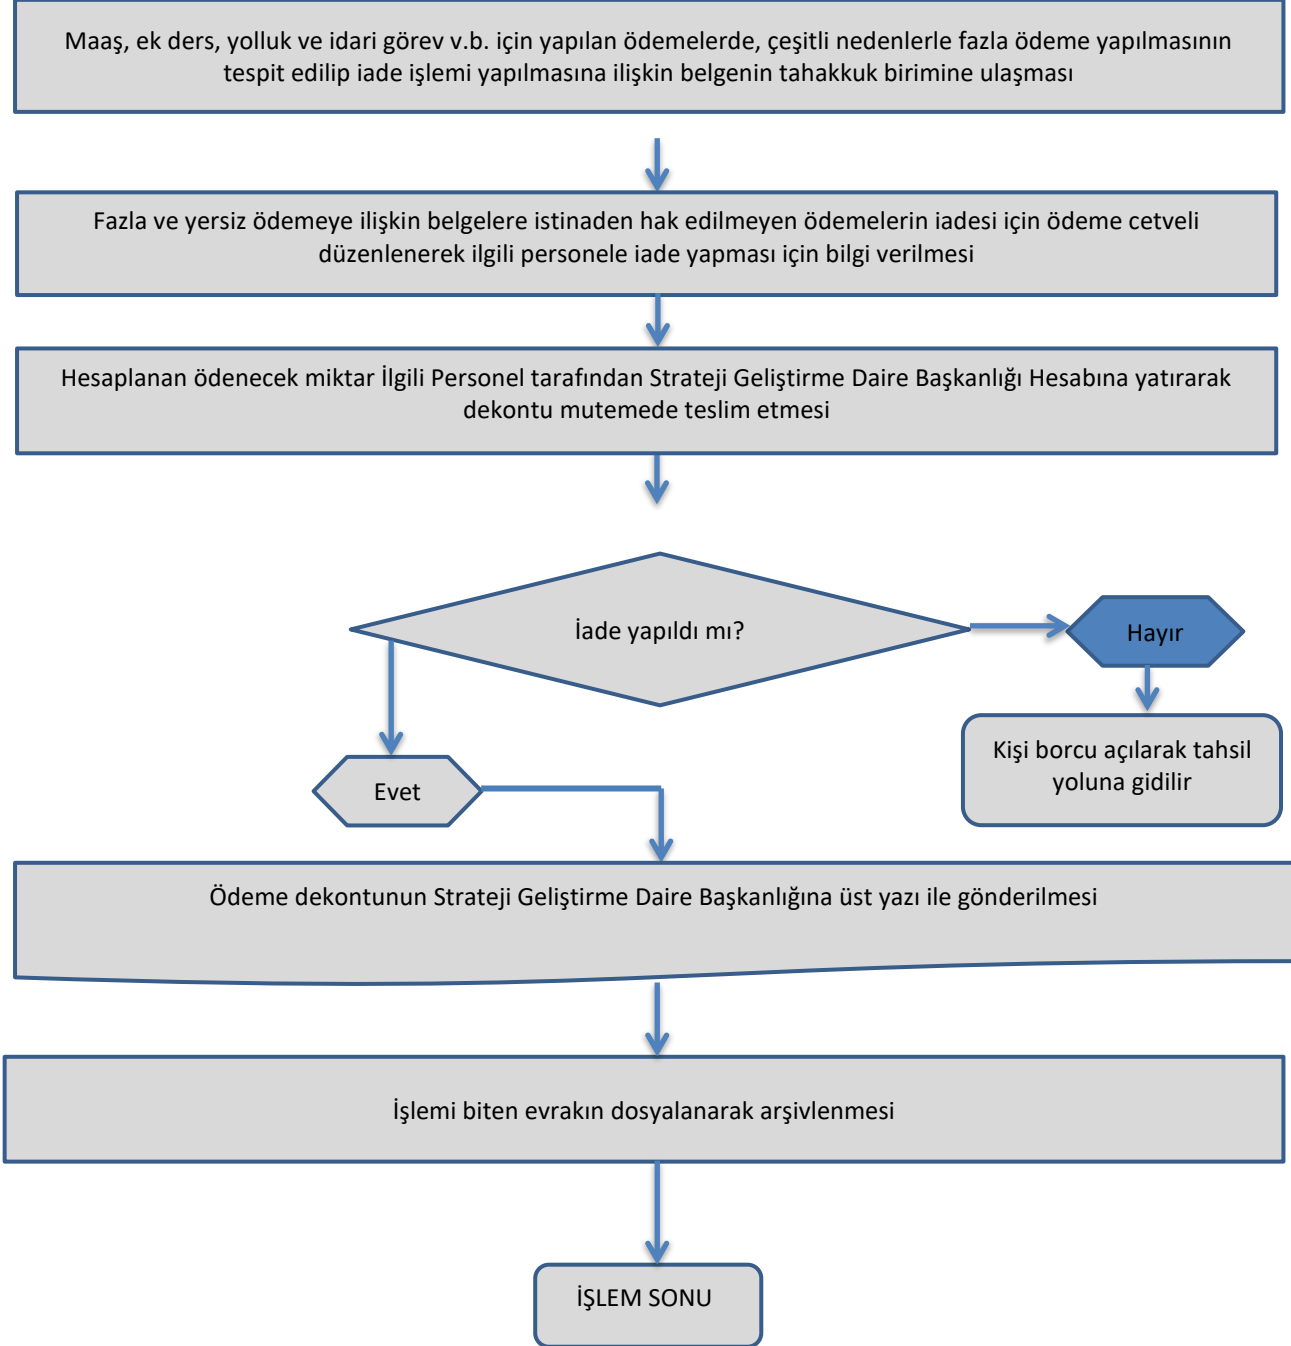 Maaş, ek ders, yolluk ve idari görev v.b. için yapılan ödemelerde, çeşitli nedenlerle fazla ödeme yapılmasının
tespit edilip iade işlemi yapılmasına ilişkin belgenin tahakkuk birimine ulaşması
Fazla ve yersiz ödemeye ilişkin belgelere istinaden hak edilmeyen ödemelerin iadesi için ödeme cetveli
düzenlenerek ilgili personele iade yapması için bilgi verilmesi
Hesaplanan ödenecek miktar İlgili Personel tarafından Strateji Geliştirme Daire Başkanlığı Hesabına yatırarak
dekontu mutemede teslim etmesi
İade yapıldı mı?
Hayır
Kişi borcu açılarak tahsil
yoluna gidilir
Evet
Ödeme dekontunun Strateji Geliştirme Daire Başkanlığına üst yazı ile gönderilmesi
İşlemi biten evrakın dosyalanarak arşivlenmesi
İŞLEM SONU